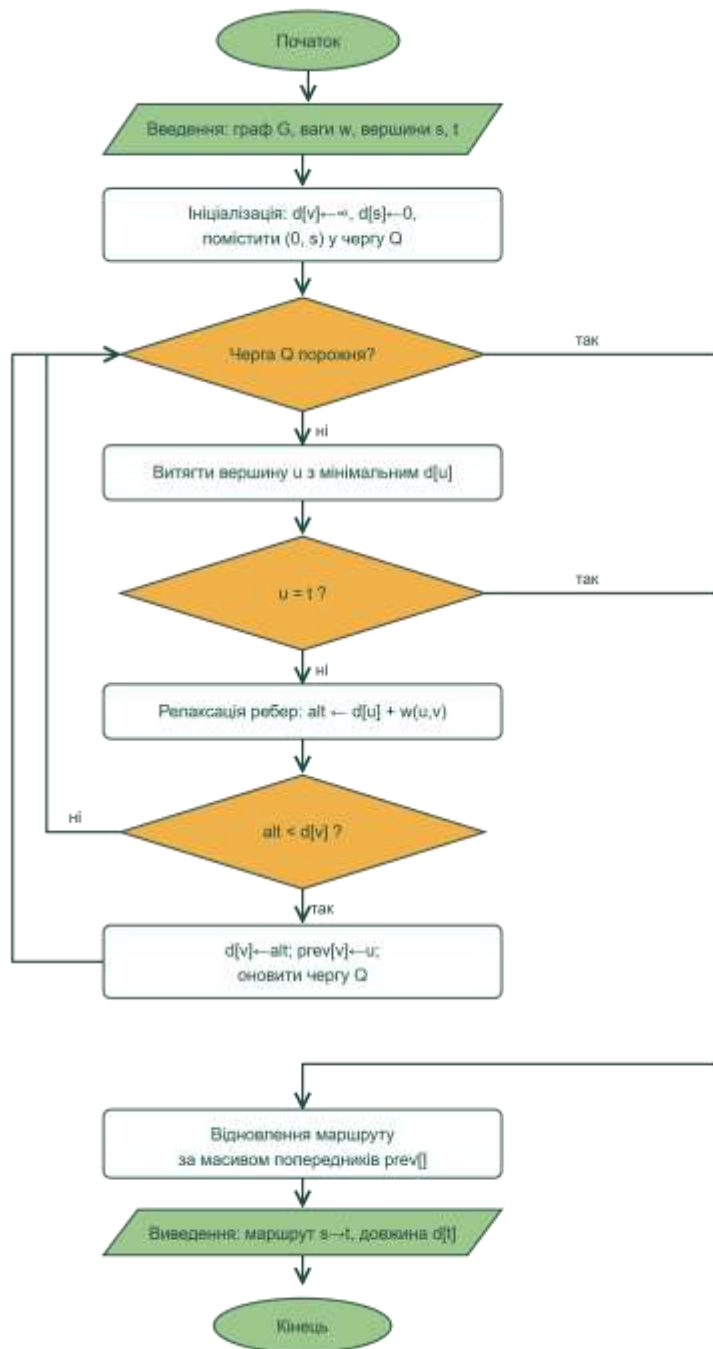 Початок
Введення: граф G, ваги w, вершини s, t
Ініціалізація: d[v]←∞, d[s]←0,
помістити (0, s) у чергу Q
Черга Q порожня?
так
ні
Витягти вершину u з мінімальним d[u]
u = t ?
так
ні
Релаксація ребер: alt ← d[u] + w(u,v)
ні
alt < d[v] ?
так
d[v]←alt; prev[v]←u;
оновити чергу Q
Відновлення маршруту
за масивом попередників prev[]
Виведення: маршрут s→t, довжина d[t]
Кінець